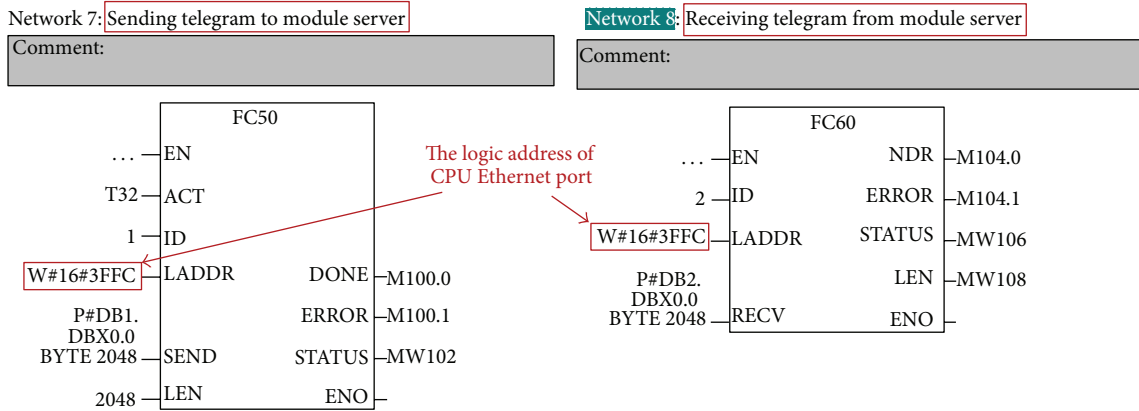 Network 7: Sending telegram to module server
Comment:
FC50
... EN
T32 ACT
1 ID
W#16#3FFC LADDR DONE M100.0
P#DB1.
DBX0.0
ERROR M100.1
BYTE 2048 SEND STATUS MW102
2048 LEN ENO
The logic address of
CPU Ethernet port
Network 8: Receiving telegram from module server
Comment:
FC60
... EN NDR M104.0
2 ID ERROR M104.1
W#16#3FFC LADDR STATUS MW106
P#DB2.
LEN MW108
DBX0.0
BYTE 2048 RECV ENO